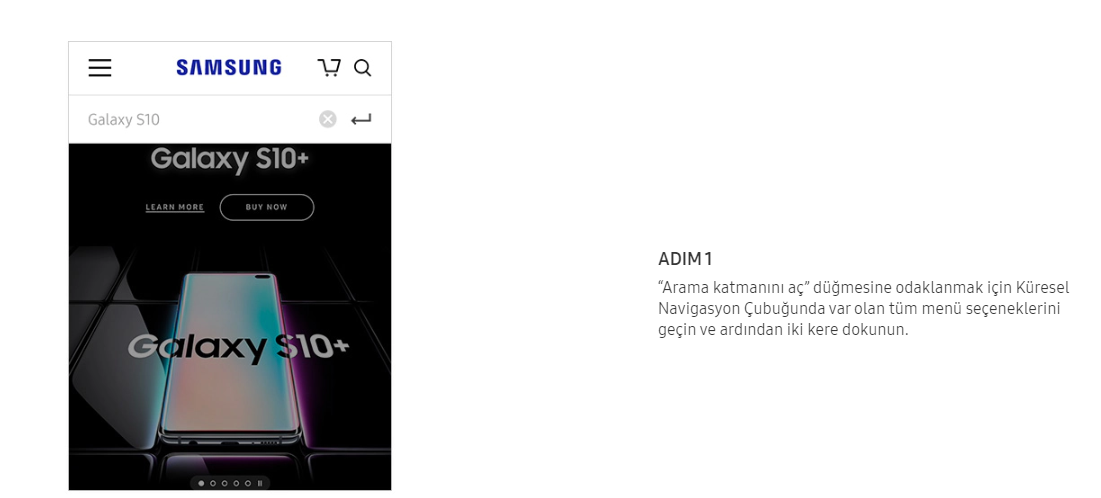 SAMSUNG
Galaxy S10
Galaxy S10+
LEARN MORE BUY NOW
Galaxy S10+
ADIM 1
“Arama katmanını aç” düğmesine odaklanmak için Küresel
Navigasyon Çubuğunda var olan tüm menü seçeneklerini
geçin ve ardından iki kere dokunun.